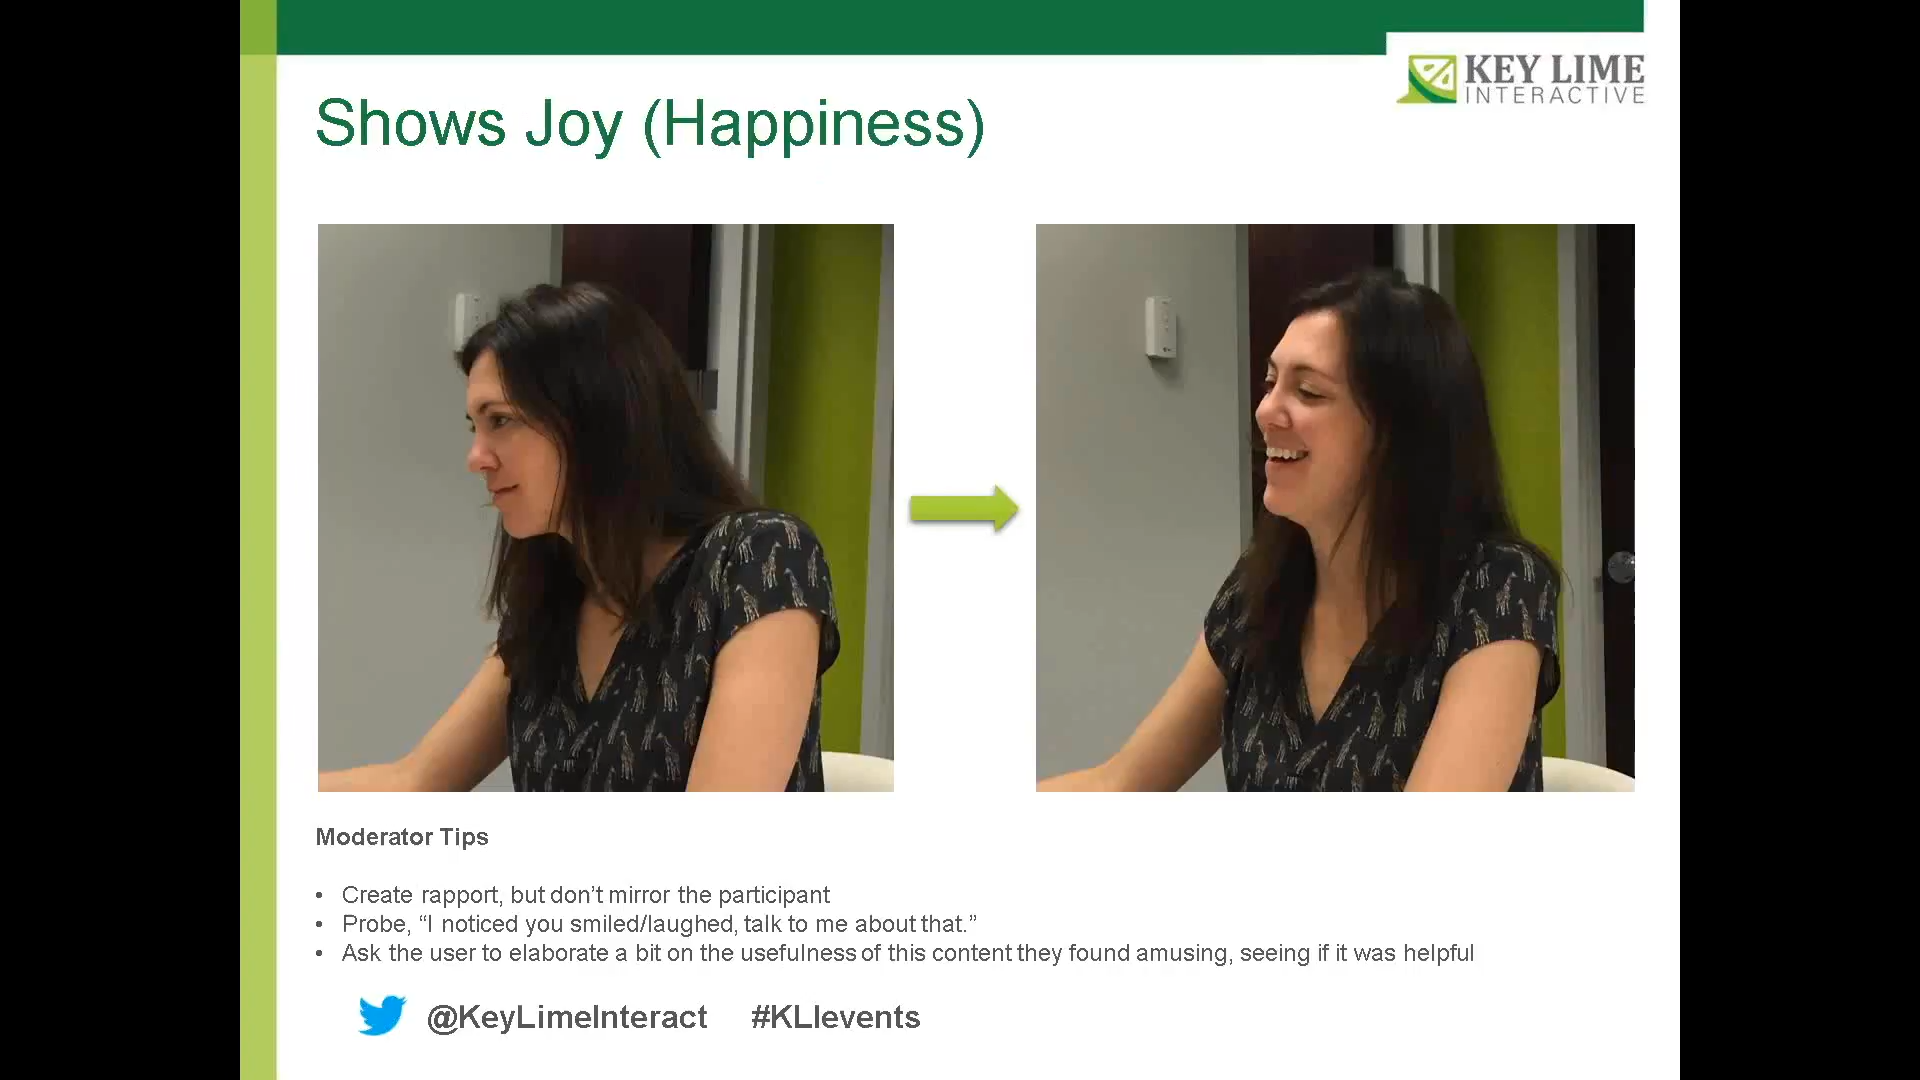 KEY LIME
INTERACTIVE
Shows Joy (Happiness)
Moderator Tips
• Create rapport, but don’t mirror the participant
• Probe, “I noticed you smiled/laughed, talk to me about that.”
• Ask the user to elaborate a bit on the usefulness of this content they found amusing, seeing if it was helpful
@KeyLimeInteract #KLIevents